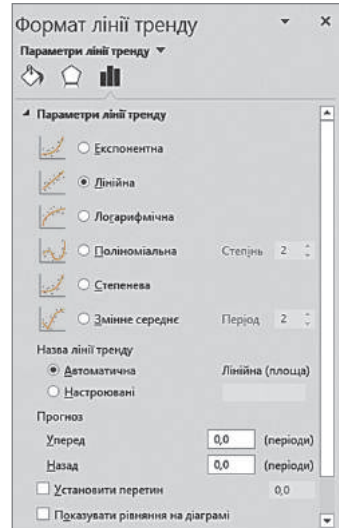 Формат лінії тренду
Параметри лінії тренду
Параметри лінії тренду
Експонентна
Лінійна
Логарифмічна
Поліноміальна Степінь 2
Степенева
Змінне середнє Період 2
Назва лінії тренду
Автоматична Лінійна (площа)
Настроювані
Прогноз
Уперед 0,0 (періоди)
Назад 0,0 (періоди)
Установити перетин 0,0
Показувати рівняння на діаграмі